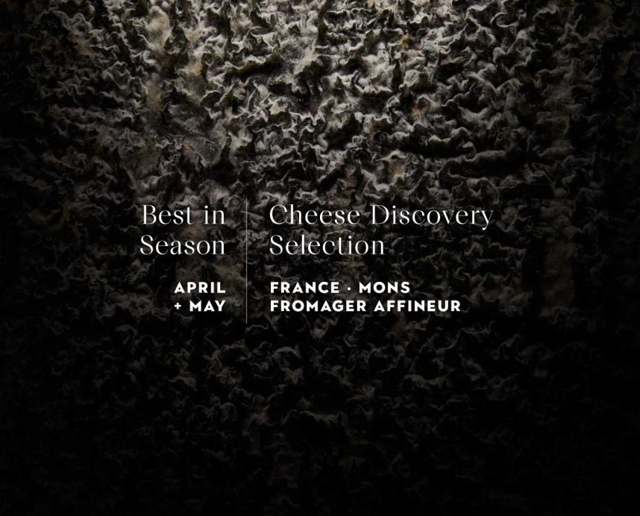 Best in
Season
APRIL
+ MAY
Cheese Discovery
Selection
FRANCE · MONS
FROMAGER AFFINEUR